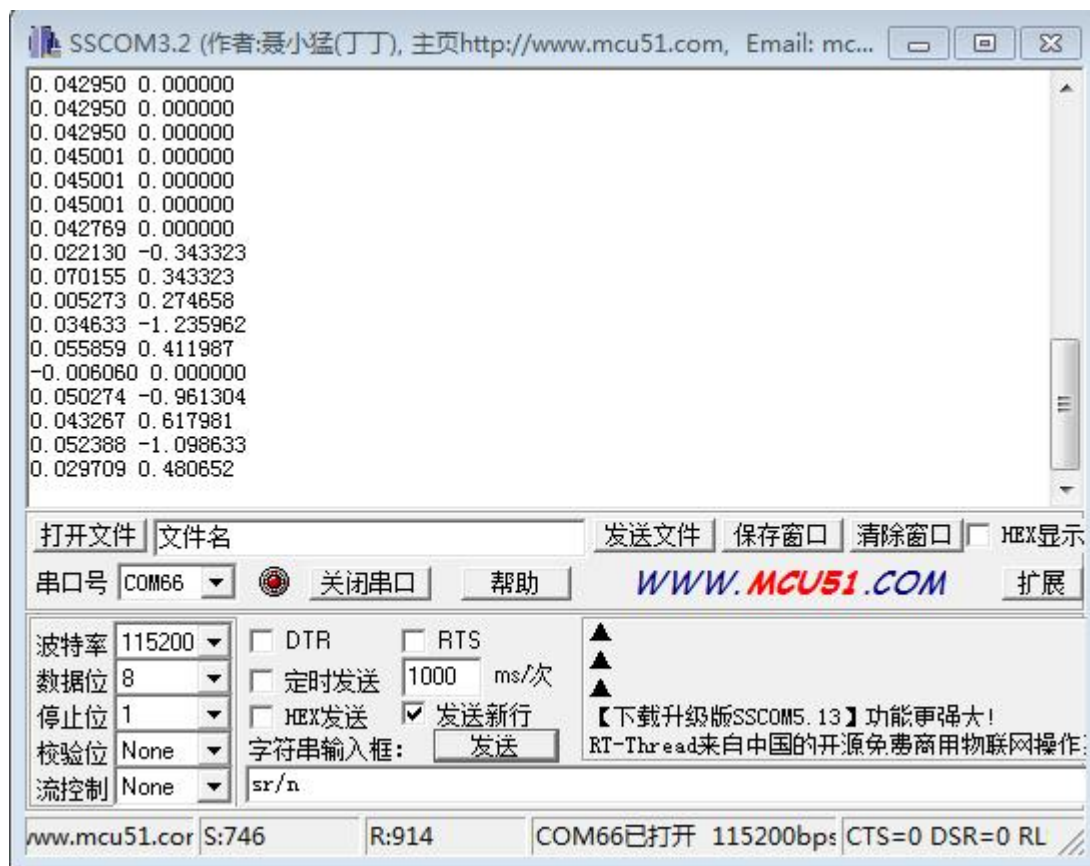 SSCOM3.2 (作者:聂小猛(丁丁), 主页http://www.mcu51.com, Email: mc...
0.042950 0.000000
0.042950 0.000000
0.042950 0.000000
0.045001 0.000000
0.045001 0.000000
0.045001 0.000000
0.042769 0.000000
0.022130 -0.343323
0.070155 0.343323
0.005273 0.274658
0.034633 -1.235962
0.055859 0.411987
-0.006060 0.000000
0.050274 -0.961304
0.043267 0.617981
0.052388 -1.098633
0.029709 0.480652
打开文件 文件名 发送文件 保存窗口 清除窗口 HEX显示
串口号 COM66 关闭串口 帮助 WWW.MCU51.COM 扩展
波特率 115200 DTR RTS
数据位 8 定时发送 1000 ms/次
停止位 1 HEX发送 发送新行 【下载升级版SSCOM5.13】功能更强大!
校验位 None 字符串输入框: 发送 RT-Thread来自中国的开源免费商用物联网操作
流控制 None sr/n
www.mcu51.cor S:746 R:914 COM66已打开 115200bps CTS=0 DSR=0 RL